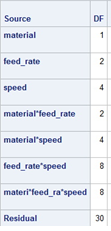 Source DF
material 1
feed_rate 2
speed 4
material*feed_rate 2
material*speed 4
feed_rate*speed 8
materi*feed_ra*speed 8
Residual 30